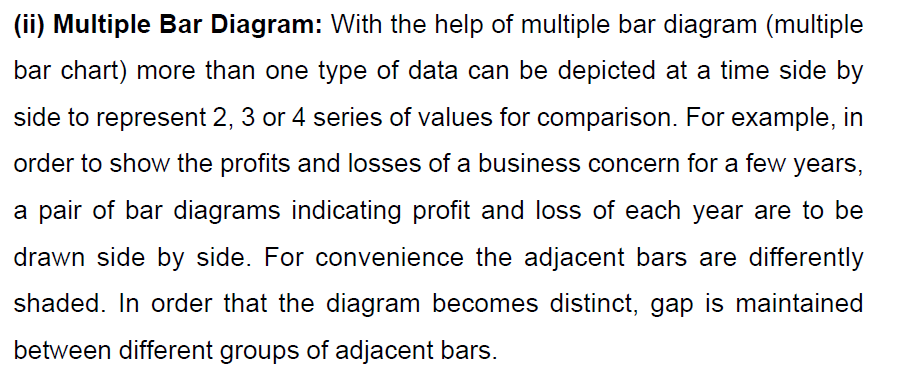 (ii) Multiple Bar Diagram: With the help of multiple bar diagram (multiple
bar chart) more than one type of data can be depicted at a time side by
side to represent 2, 3 or 4 series of values for comparison. For example, in
order to show the profits and losses of a business concern for a few years,
a pair of bar diagrams indicating profit and loss of each year are to be
drawn side by side. For convenience the adjacent bars are differently
shaded. In order that the diagram becomes distinct, gap is maintained
between different groups of adjacent bars.